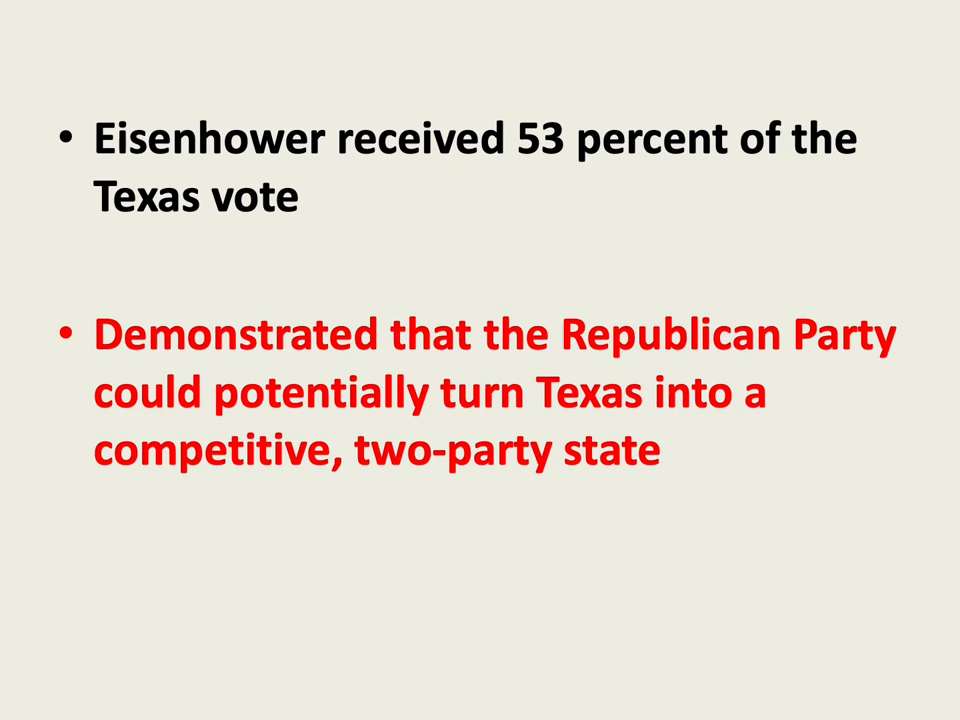 • Eisenhower received 53 percent of the
Texas vote
• Demonstrated that the Republican Party
could potentially turn Texas into a
competitive, two-party state